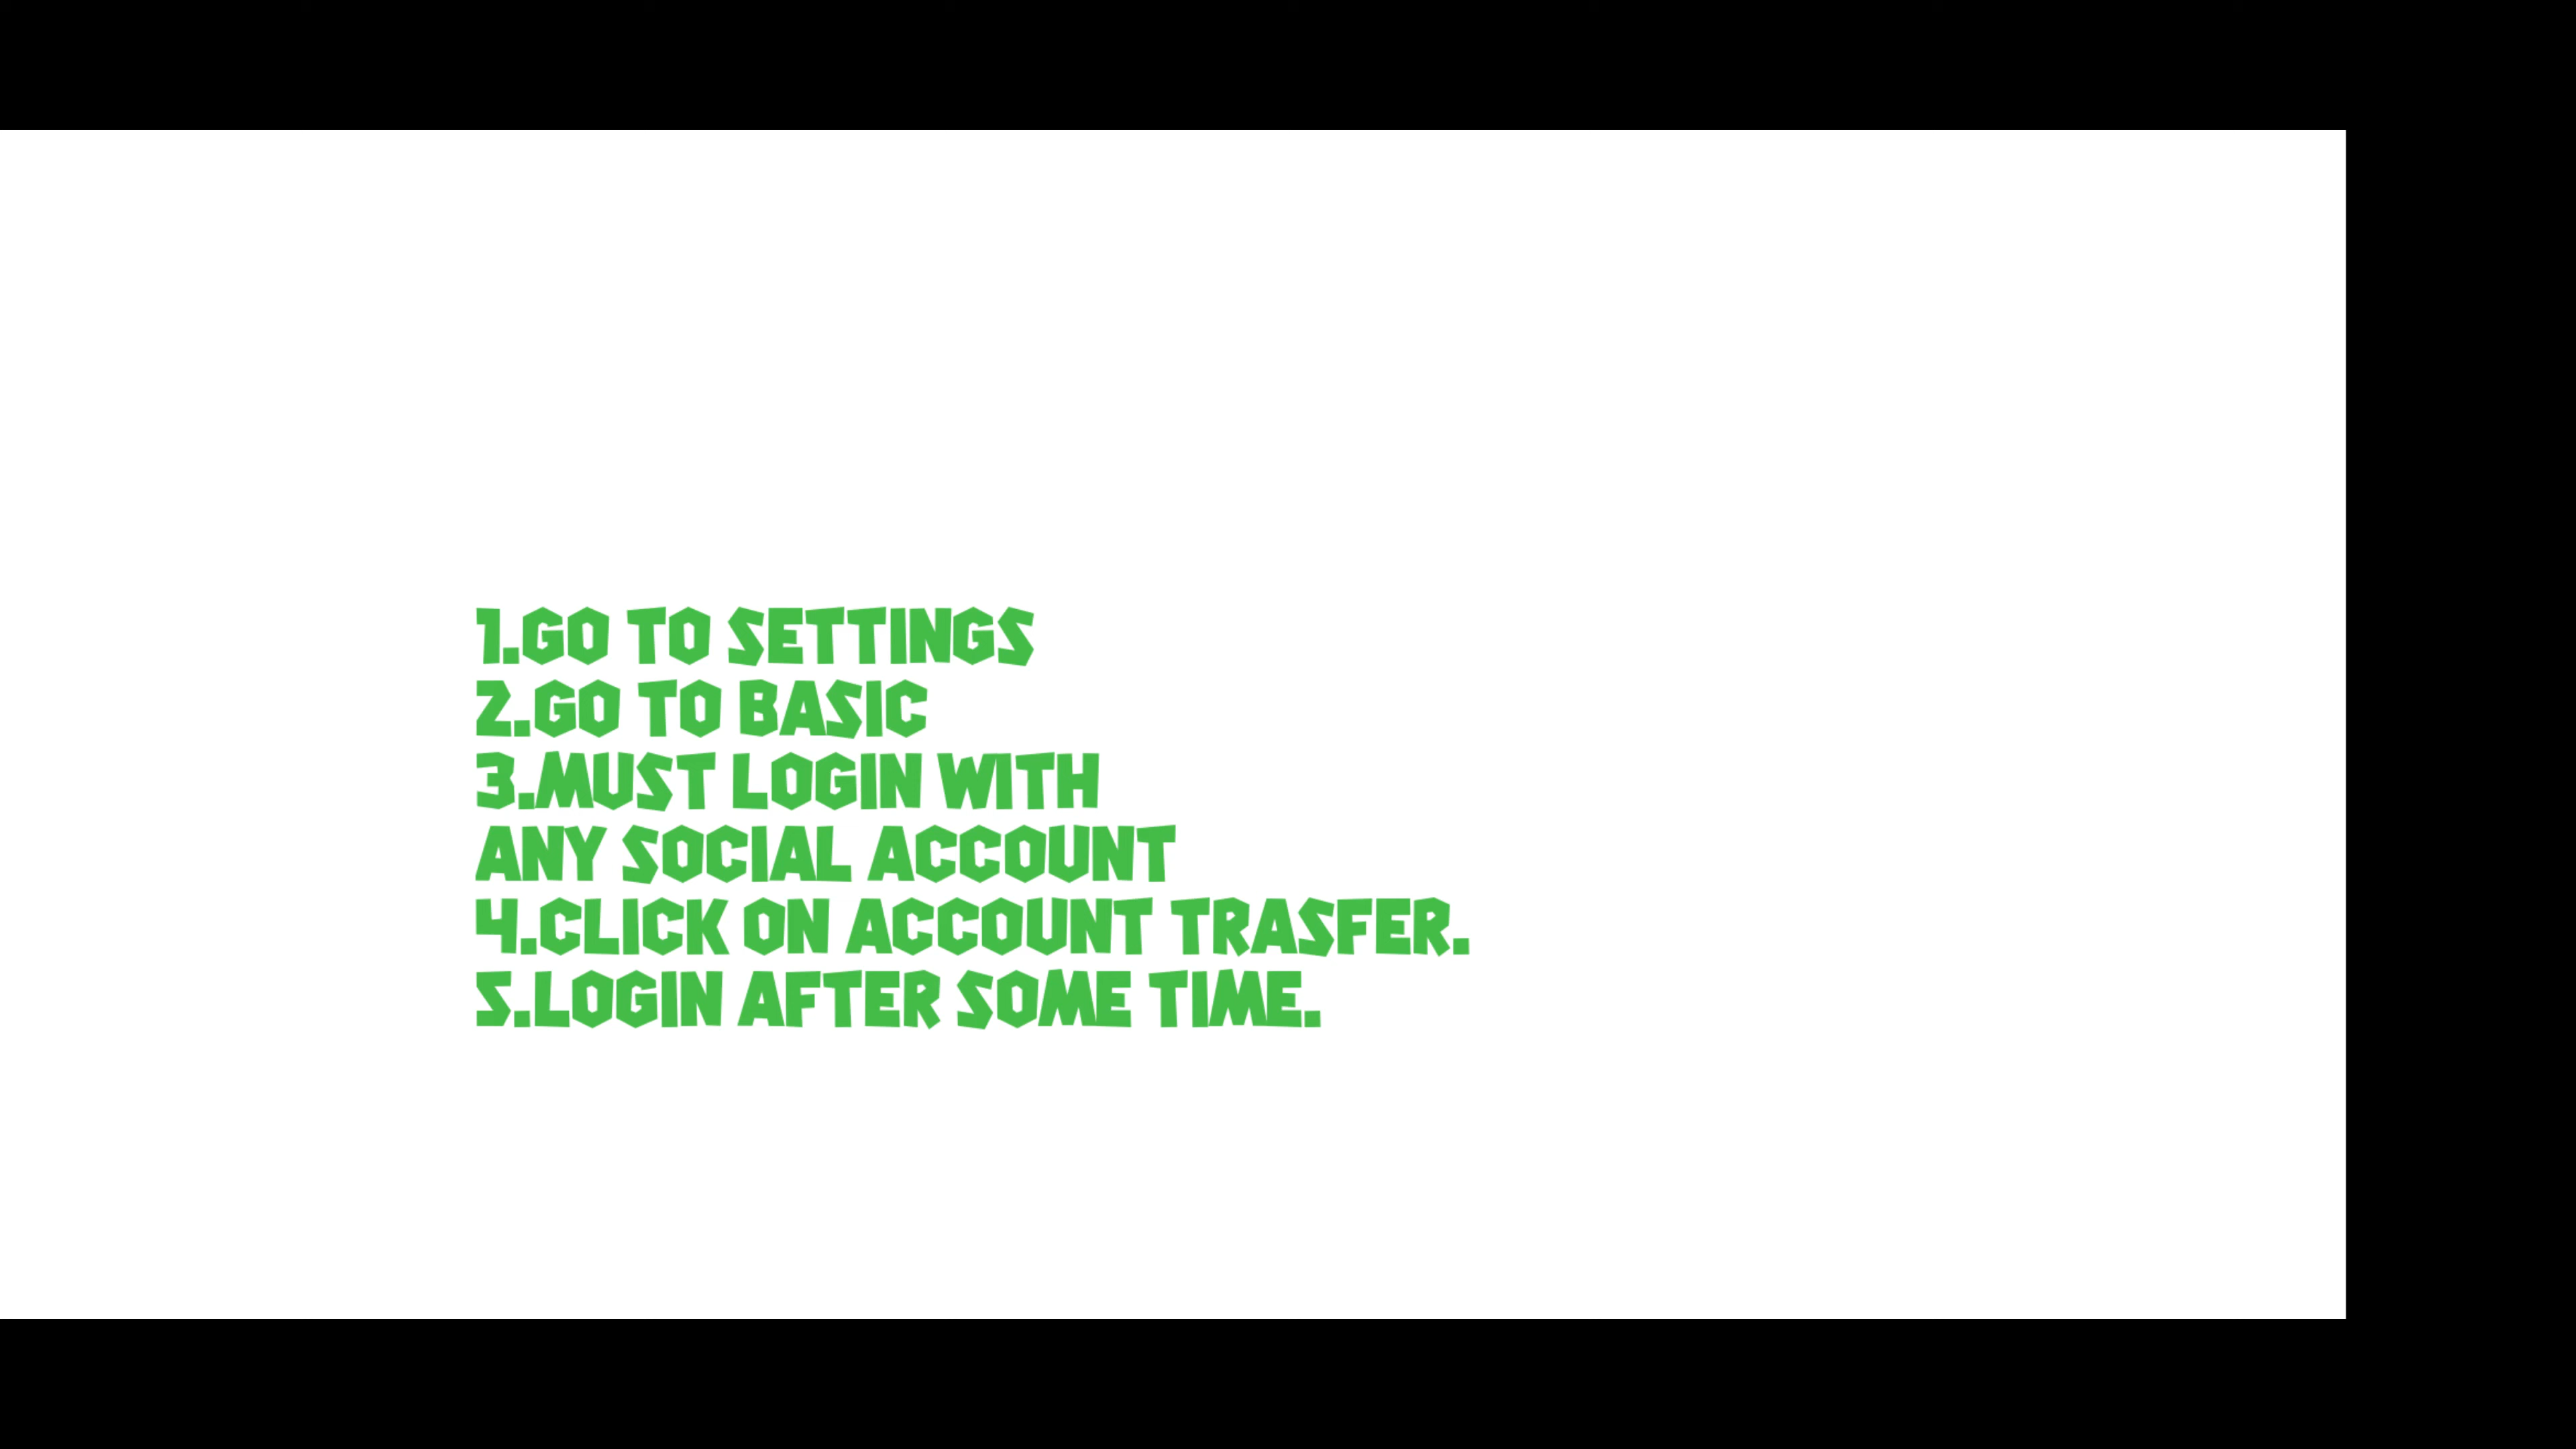 1.GO TO SETTINGS
2.GO TO BASIC
3.MUST LOGIN WITH
ANY SOCIAL ACCOUNT
4.CLICK ON ACCOUNT TRASFER.
5.LOGIN AFTER SOME TIME.